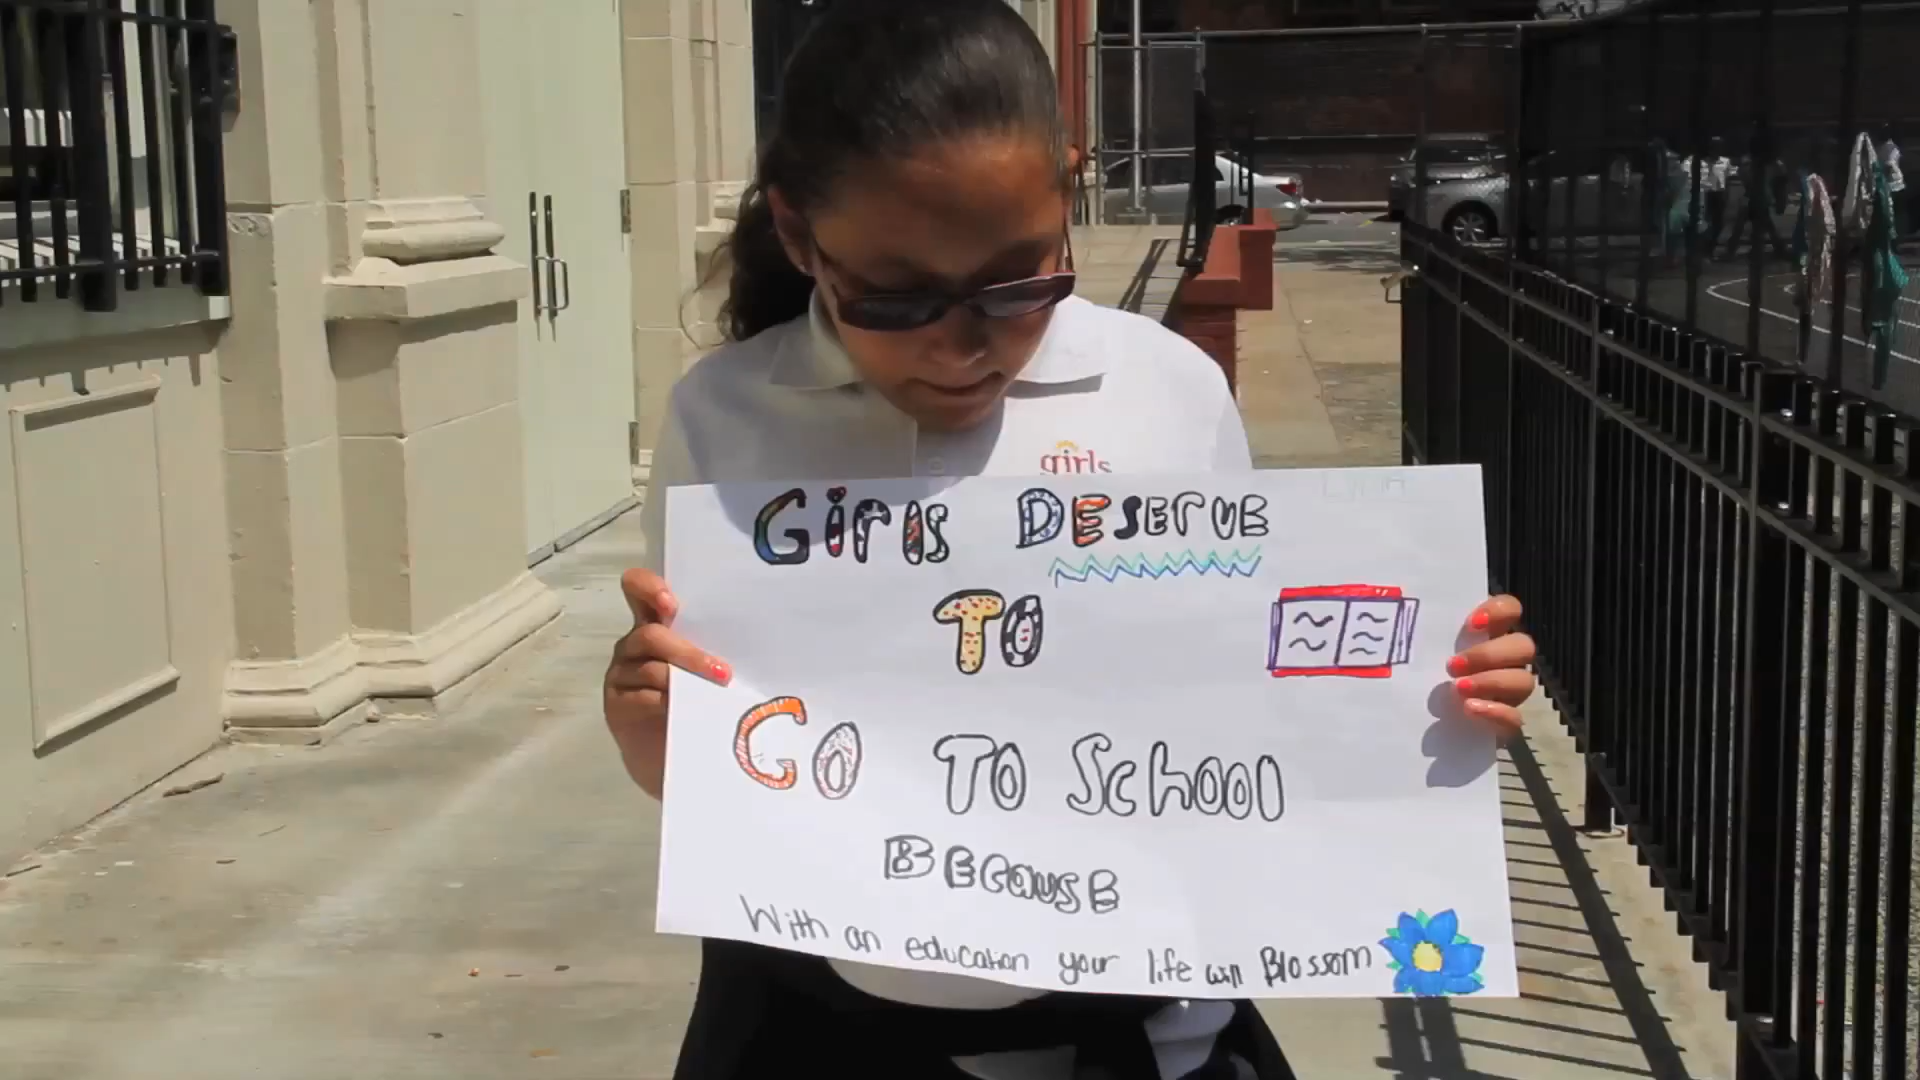 girls
Girls DESERVE
TO
Go TO School
BEcausE
With an education your life will Blossom